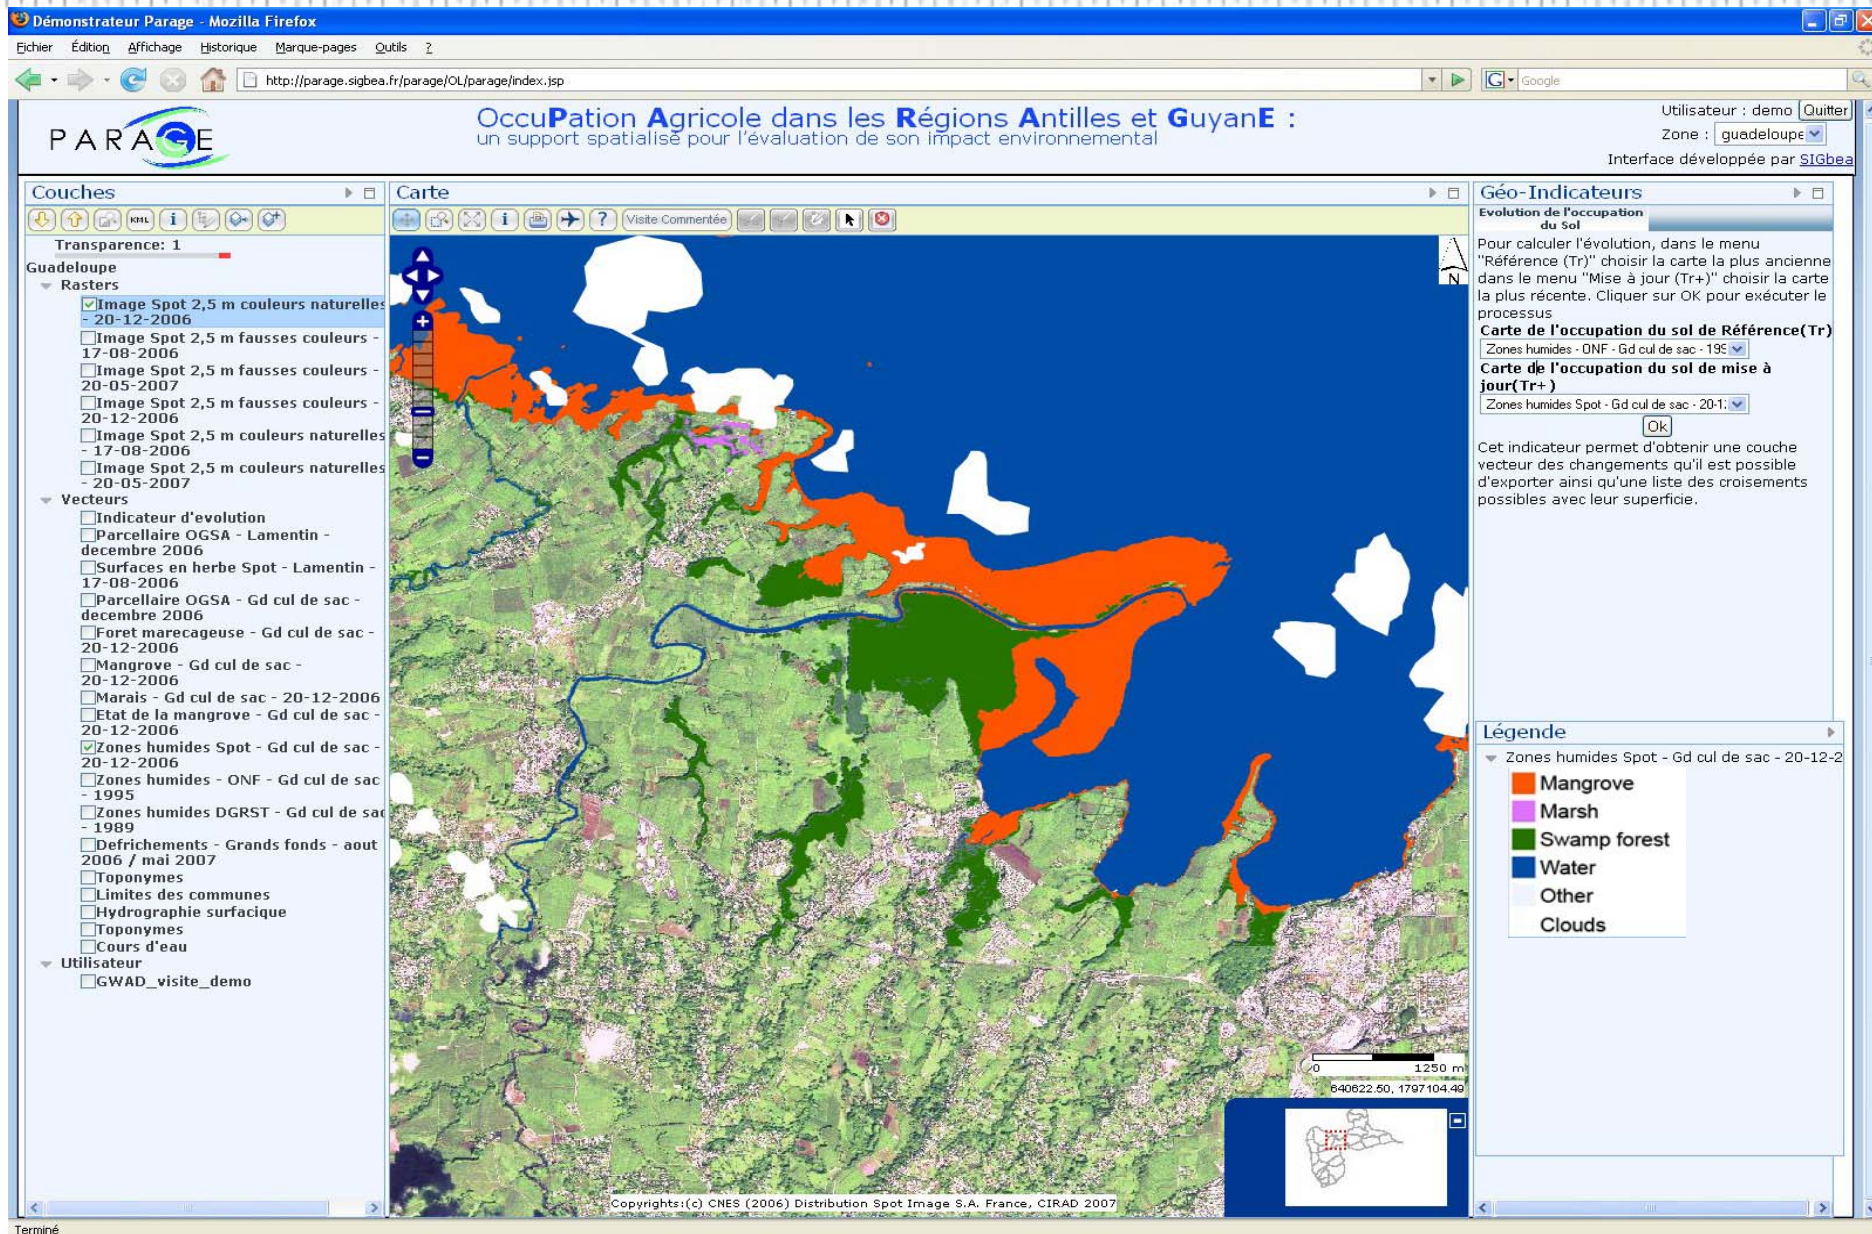 Démonstrateur Parage - Mozilla Firefox
Fichier Édition Affichage Historique Marque-pages Outils ?
http://parage.sigbea.fr/parage/OL/parage/index.jsp
G Google
PARAGE
OccuPation Agricole dans les Régions Antilles et GuyanE :
un support spatialisé pour l'évaluation de son impact environnemental
Utilisateur : demo Quitter
Zone : guadeloupe
Interface développée par SIGbea
Couches
KML i
Transparence: 1
Guadeloupe
Rasters
Image Spot 2,5 m couleurs naturelles
- 20-12-2006
Image Spot 2,5 m fausses couleurs -
17-08-2006
Image Spot 2,5 m fausses couleurs -
20-05-2007
Image Spot 2,5 m fausses couleurs -
20-12-2006
Image Spot 2,5 m couleurs naturelles
- 17-08-2006
Image Spot 2,5 m couleurs naturelles
- 20-05-2007
Vecteurs
Indicateur d'evolution
Parcellaire OGSA - Lamentin -
decembre 2006
Surfaces en herbe Spot - Lamentin -
17-08-2006
Parcellaire OGSA - Gd cul de sac -
decembre 2006
Foret marecageuse - Gd cul de sac -
20-12-2006
Mangrove - Gd cul de sac -
20-12-2006
Marais - Gd cul de sac - 20-12-2006
Etat de la mangrove - Gd cul de sac -
20-12-2006
Zones humides Spot - Gd cul de sac -
20-12-2006
Zones humides - ONF - Gd cul de sac
- 1995
Zones humides DGRST - Gd cul de sac
- 1989
Defrichements - Grands fonds - aout
2006 / mai 2007
Toponymes
Limites des communes
Hydrographie surfacique
Toponymes
Cours d'eau
Utilisateur
GWAD_visite_demo
Carte
i ? Visite Commentée
N
0 1250 m
640622.50, 1797104.49
Copyrights:(c) CNES (2006) Distribution Spot Image S.A. France, CIRAD 2007
Géo-Indicateurs
Evolution de l'occupation
du Sol
Pour calculer l'évolution, dans le menu
"Référence (Tr)" choisir la carte la plus ancienne
dans le menu "Mise à jour (Tr+)" choisir la carte
la plus récente. Cliquer sur OK pour exécuter le
processus
Carte de l'occupation du sol de Référence(Tr)
Zones humides - ONF - Gd cul de sac - 199
Carte de l'occupation du sol de mise à
jour(Tr+)
Zones humides Spot - Gd cul de sac - 20-1
Ok
Cet indicateur permet d'obtenir une couche
vecteur des changements qu'il est possible
d'exporter ainsi qu'une liste des croisements
possibles avec leur superficie.
Légende
Zones humides Spot - Gd cul de sac - 20-12-2
Mangrove
Marsh
Swamp forest
Water
Other
Clouds
Terminé